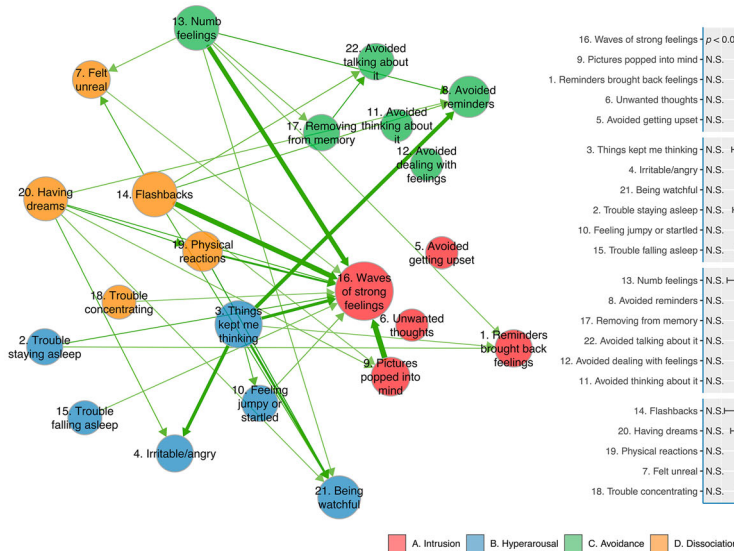 13. Numb
feelings
22. Avoided
talking about
it
7. Felt
unreal
8. Avoided
reminders
11. Avoided
thinking about
it
17. Removing
from memory
12. Avoided
dealing with
feelings
20. Having
dreams
14. Flashbacks
19. Physical
reactions
5. Avoided
getting upset
16. Waves
of strong
feelings
18. Trouble
concentrating
3. Things
kept me
thinking
6. Unwanted
thoughts
2. Trouble
staying asleep
1. Reminders
brought back
feelings
9. Pictures
popped into
mind
10. Feeling
jumpy or
startled
15. Trouble
falling asleep
4. Irritable/angry
21. Being
watchful
16. Waves of strong feelings p < 0.0
9. Pictures popped into mind N.S.
1. Reminders brought back feelings N.S.
6. Unwanted thoughts N.S.
5. Avoided getting upset N.S.
3. Things kept me thinking N.S.
4. Irritable/angry N.S.
21. Being watchful N.S.
2. Trouble staying asleep N.S.
10. Feeling jumpy or startled N.S.
15. Trouble falling asleep N.S.
13. Numb feelings N.S.
8. Avoided reminders N.S.
17. Removing from memory N.S.
22. Avoided talking about it N.S.
12. Avoided dealing with feelings N.S.
11. Avoided thinking about it N.S.
14. Flashbacks N.S.
20. Having dreams N.S.
19. Physical reactions N.S.
7. Felt unreal N.S.
18. Trouble concentrating N.S.
A. Intrusion B. Hyperarousal C. Avoidance D. Dissociation